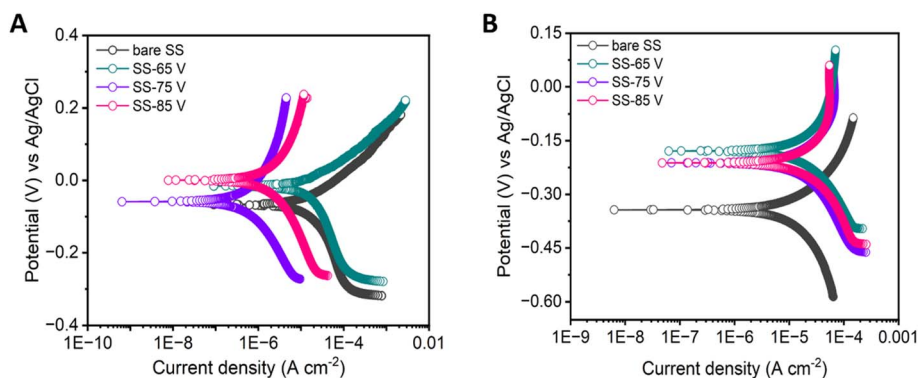 A
0.4
0.2
0.0
−0.2
−0.4
Potential (V) vs Ag/AgCl
bare SS
SS-65 V
SS-75 V
SS-85 V
1E−10
1E−8
1E−6
1E−4
0.01
Current density (A cm⁻²)
B
0.15
0.00
−0.15
−0.30
−0.45
−0.60
Potential (V) vs Ag/AgCl
bare SS
SS-65 V
SS-75 V
SS-85 V
1E−9
1E−8
1E−7
1E−6
1E−5
1E−4
0.001
Current density (A cm⁻²)